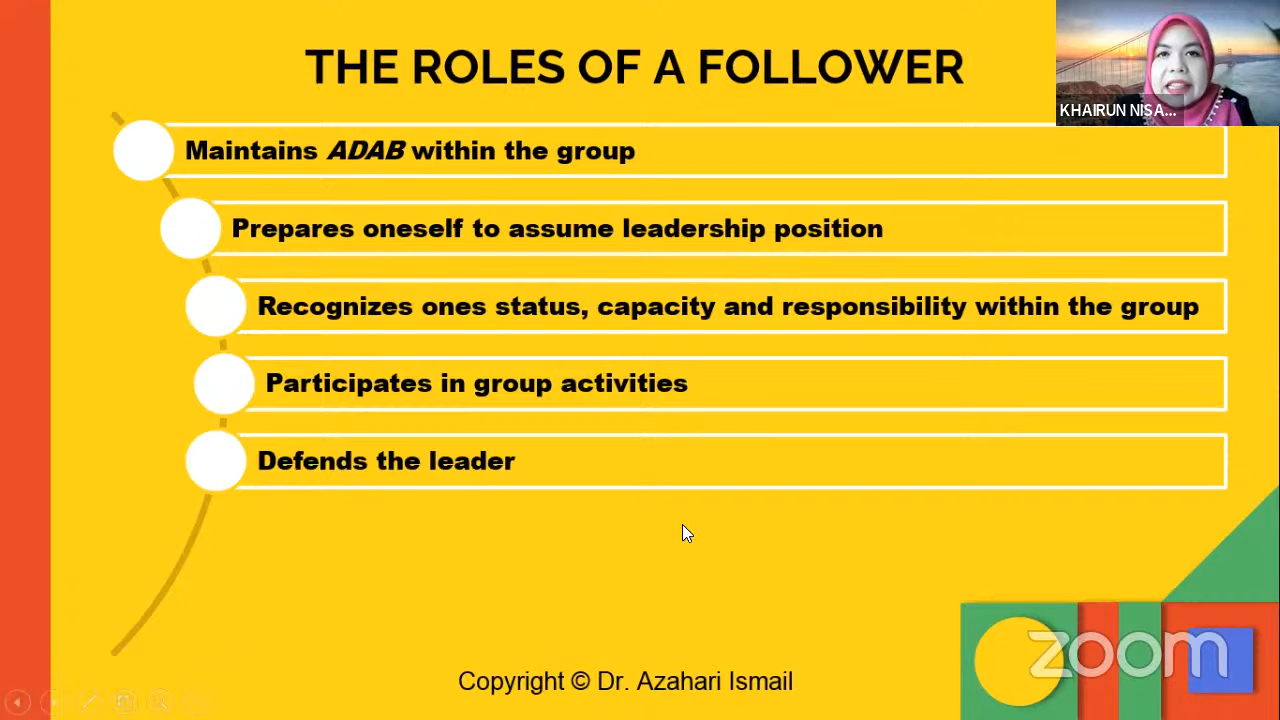 THE ROLES OF A FOLLOWER
KHAIRUN NISA...
Maintains ADAB within the group
Prepares oneself to assume leadership position
Recognizes ones status, capacity and responsibility within the group
Participates in group activities
Defends the leader
zoom
Copyright © Dr. Azahari Ismail